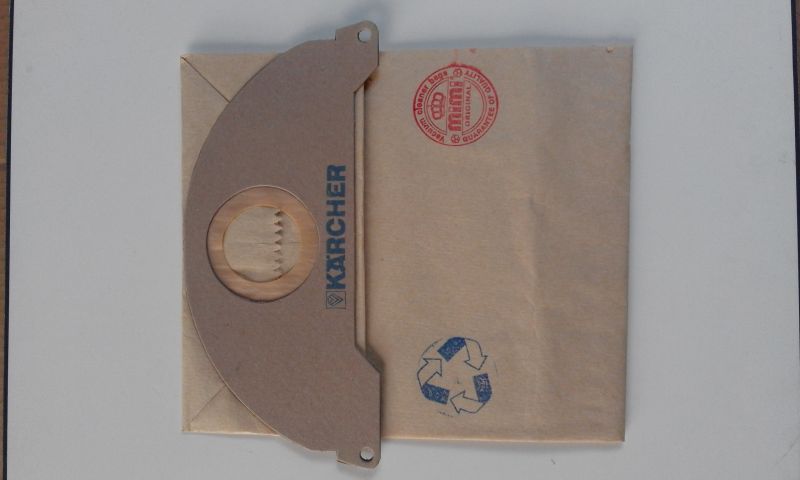 KÄRCHER
Vacuum cleaner bags
mimi
ORIGINAL
GUARANTEE OF QUALITY